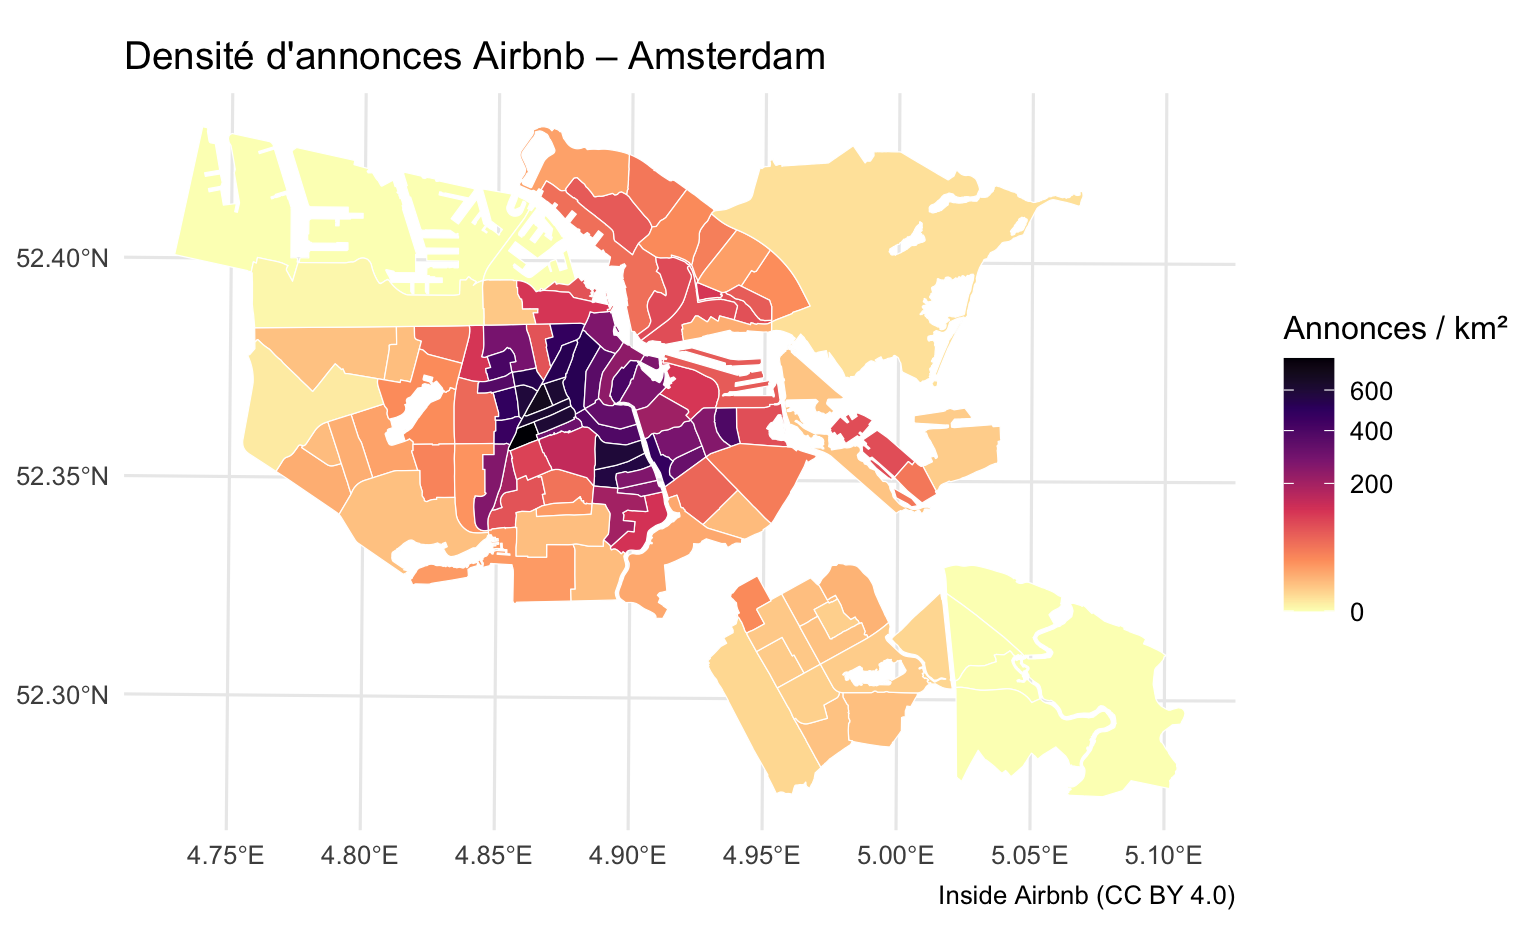 Densité d'annonces Airbnb – Amsterdam
52.40°N
52.35°N
52.30°N
4.75°E
4.80°E
4.85°E
4.90°E
4.95°E
5.00°E
5.05°E
5.10°E
Annonces / km²
600
400
200
0
Inside Airbnb (CC BY 4.0)